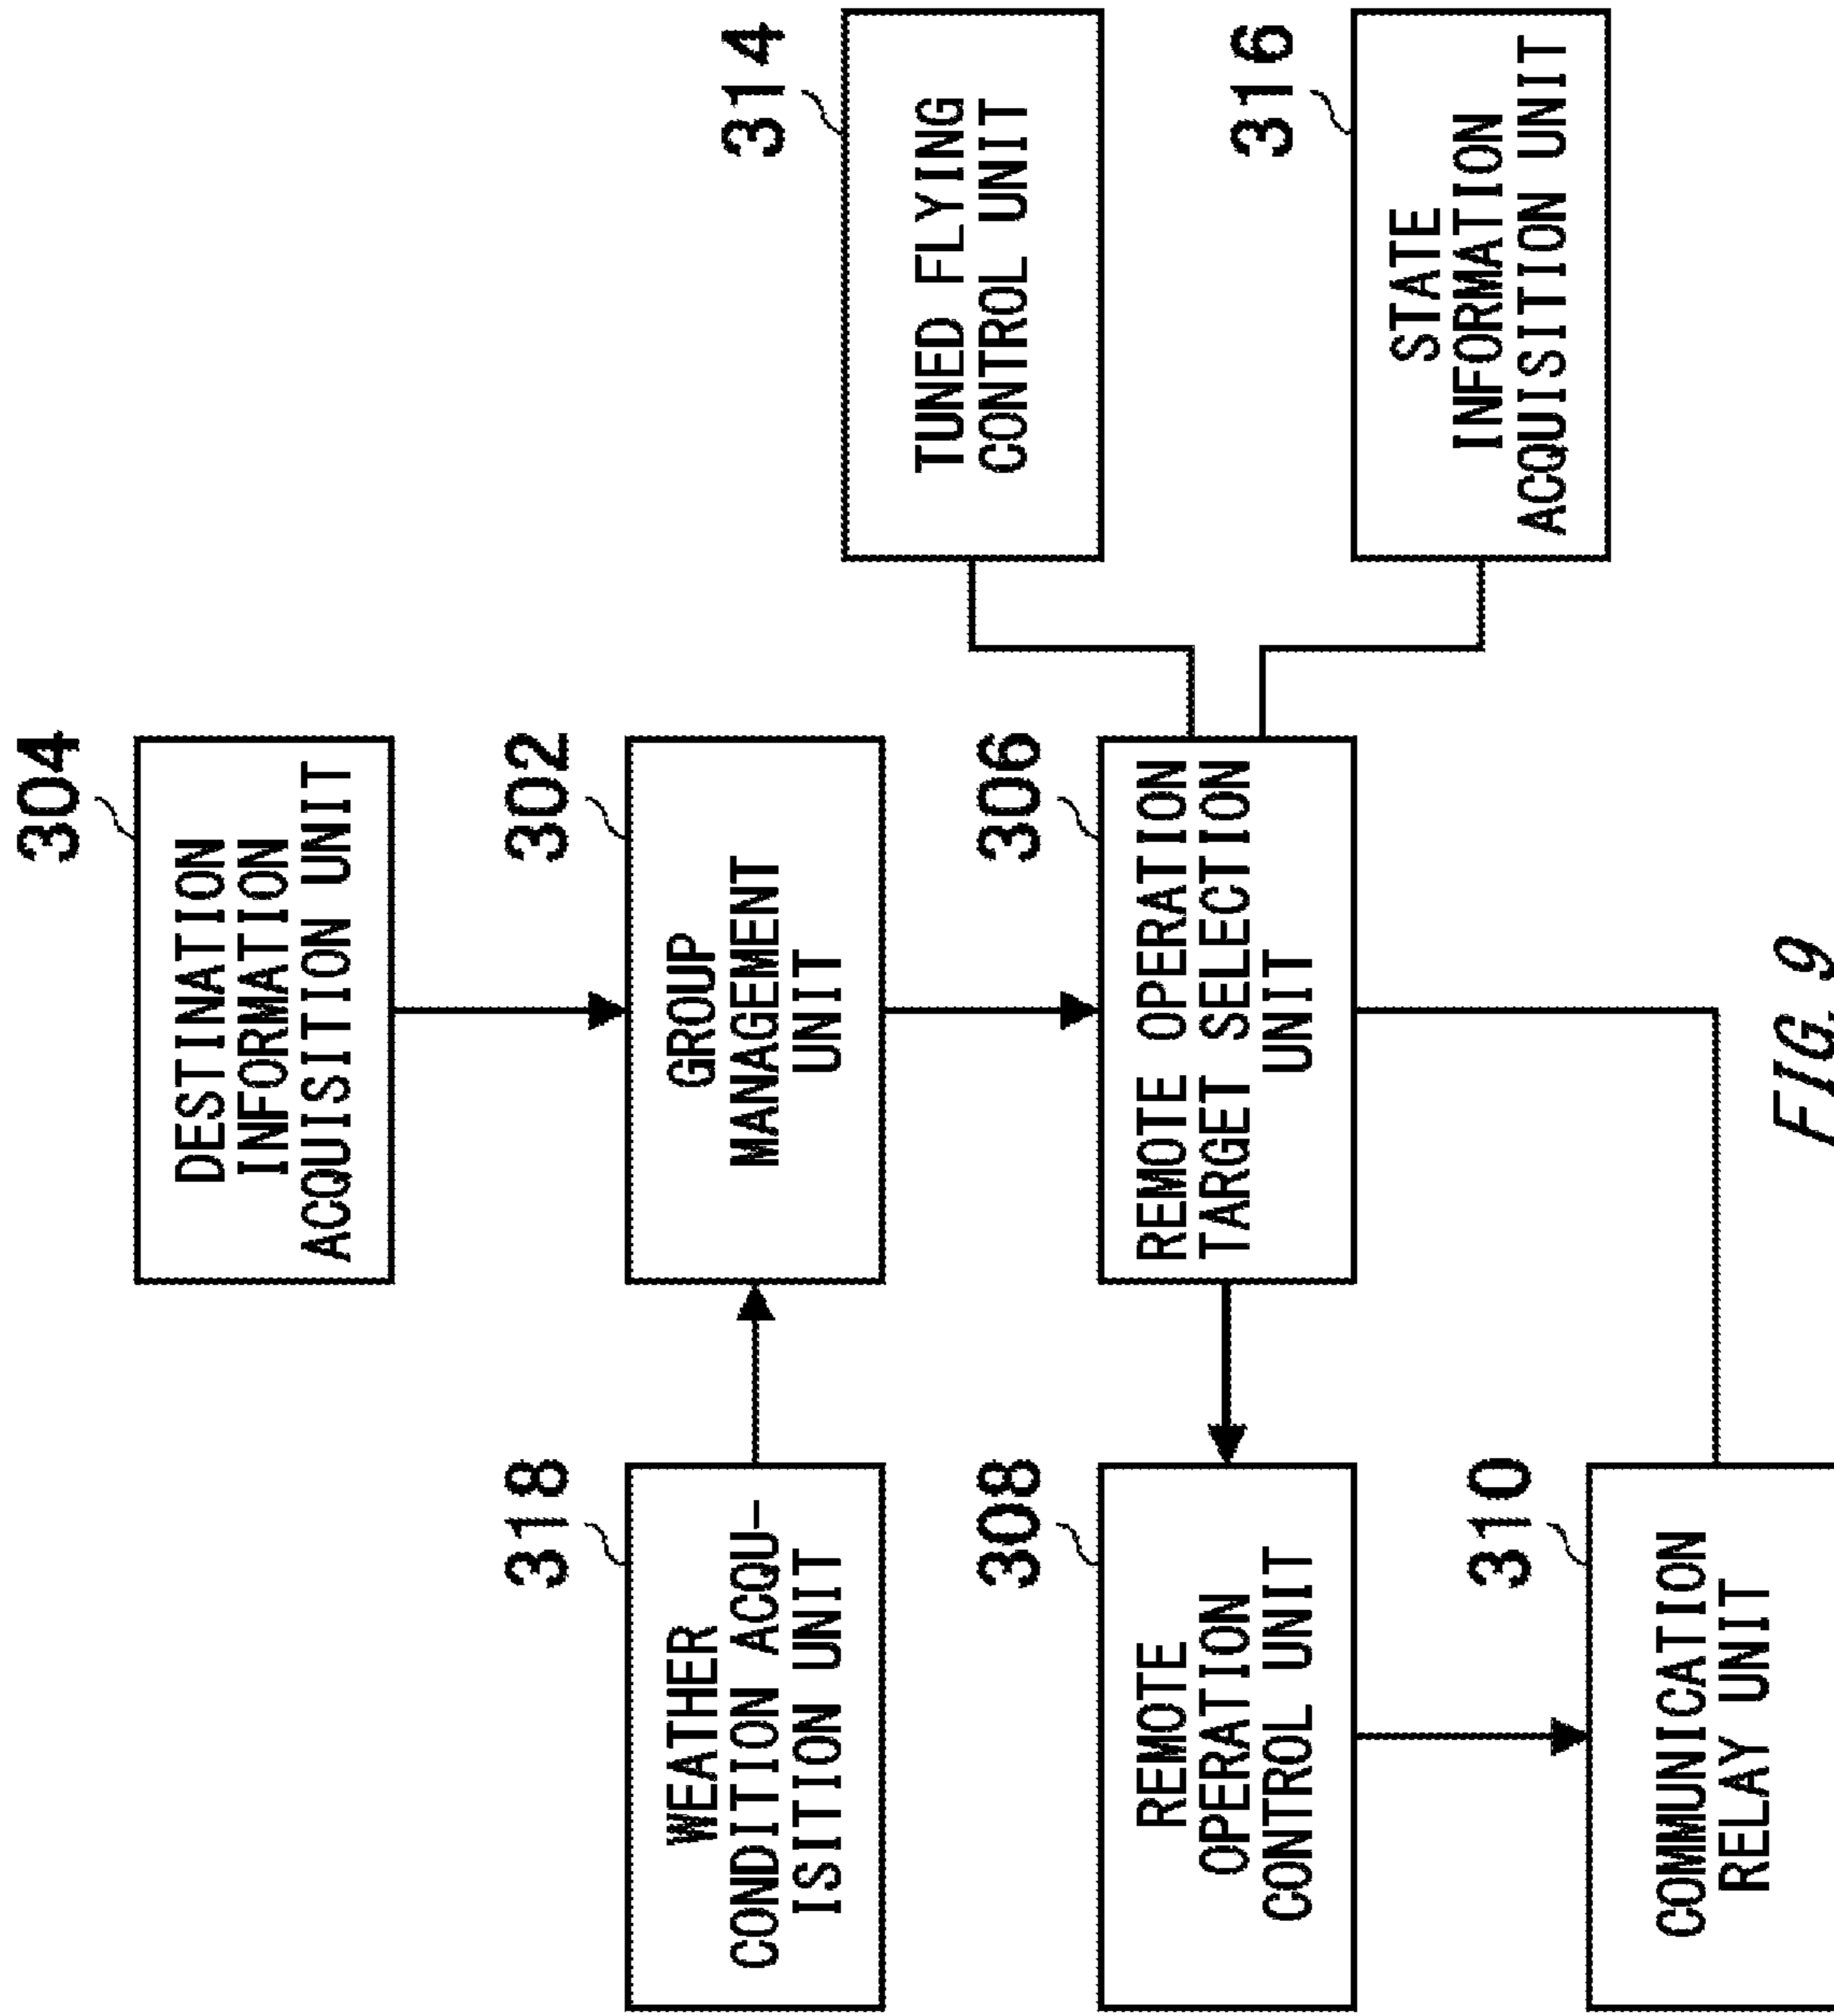 304
DESTINATION
INFORMATION
ACQUISITION UNIT
318
WEATHER
CONDITION ACQU-
ISITION UNIT
302
GROUP
MANAGEMENT
UNIT
314
TUNED FLYING
CONTROL UNIT
308
REMOTE
OPERATION
CONTROL UNIT
306
REMOTE OPERATION
TARGET SELECTION
UNIT
316
STATE
INFORMATION
ACQUISITION UNIT
310
COMMUNICATION
RELAY UNIT
FIG. 9